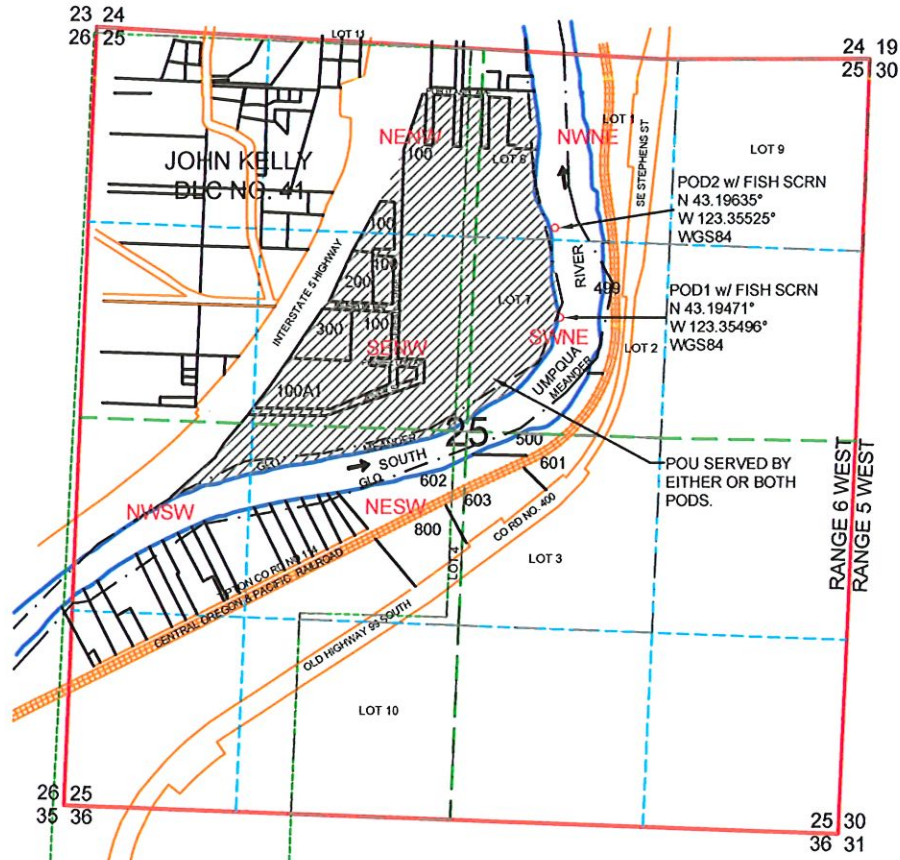 23 24
26 25
LOT 11
24 19
25 30
LOT 1
NENW
NWNE
100
LOT 6
LOT 9
JOHN KELLY
DLC NO. 41
SE STEPHENS ST
POD2 w/ FISH SCRN
N 43.19635°
W 123.35525°
WGS84
100
INTERSTATE 5 HIGHWAY
100
200
RIVER
499
LOT 7
POD1 w/ FISH SCRN
N 43.19471°
W 123.35496°
WGS84
300
100
SENW
SWNE
LOT 2
UMPQUA
MEANDER
100A1
25
GLO
MEANDER
SOUTH
500
601
GLO
602
603
POU SERVED BY
EITHER OR BOTH
PODS.
RANGE 6 WEST
RANGE 5 WEST
NWSW
NESW
800
CO RD NO. 400
LOT 4
LOT 3
CENTRAL OREGON & PACIFIC RAILROAD
OLD HIGHWAY 99 SOUTH
LOT 10
26 25
35 36
25 30
36 31